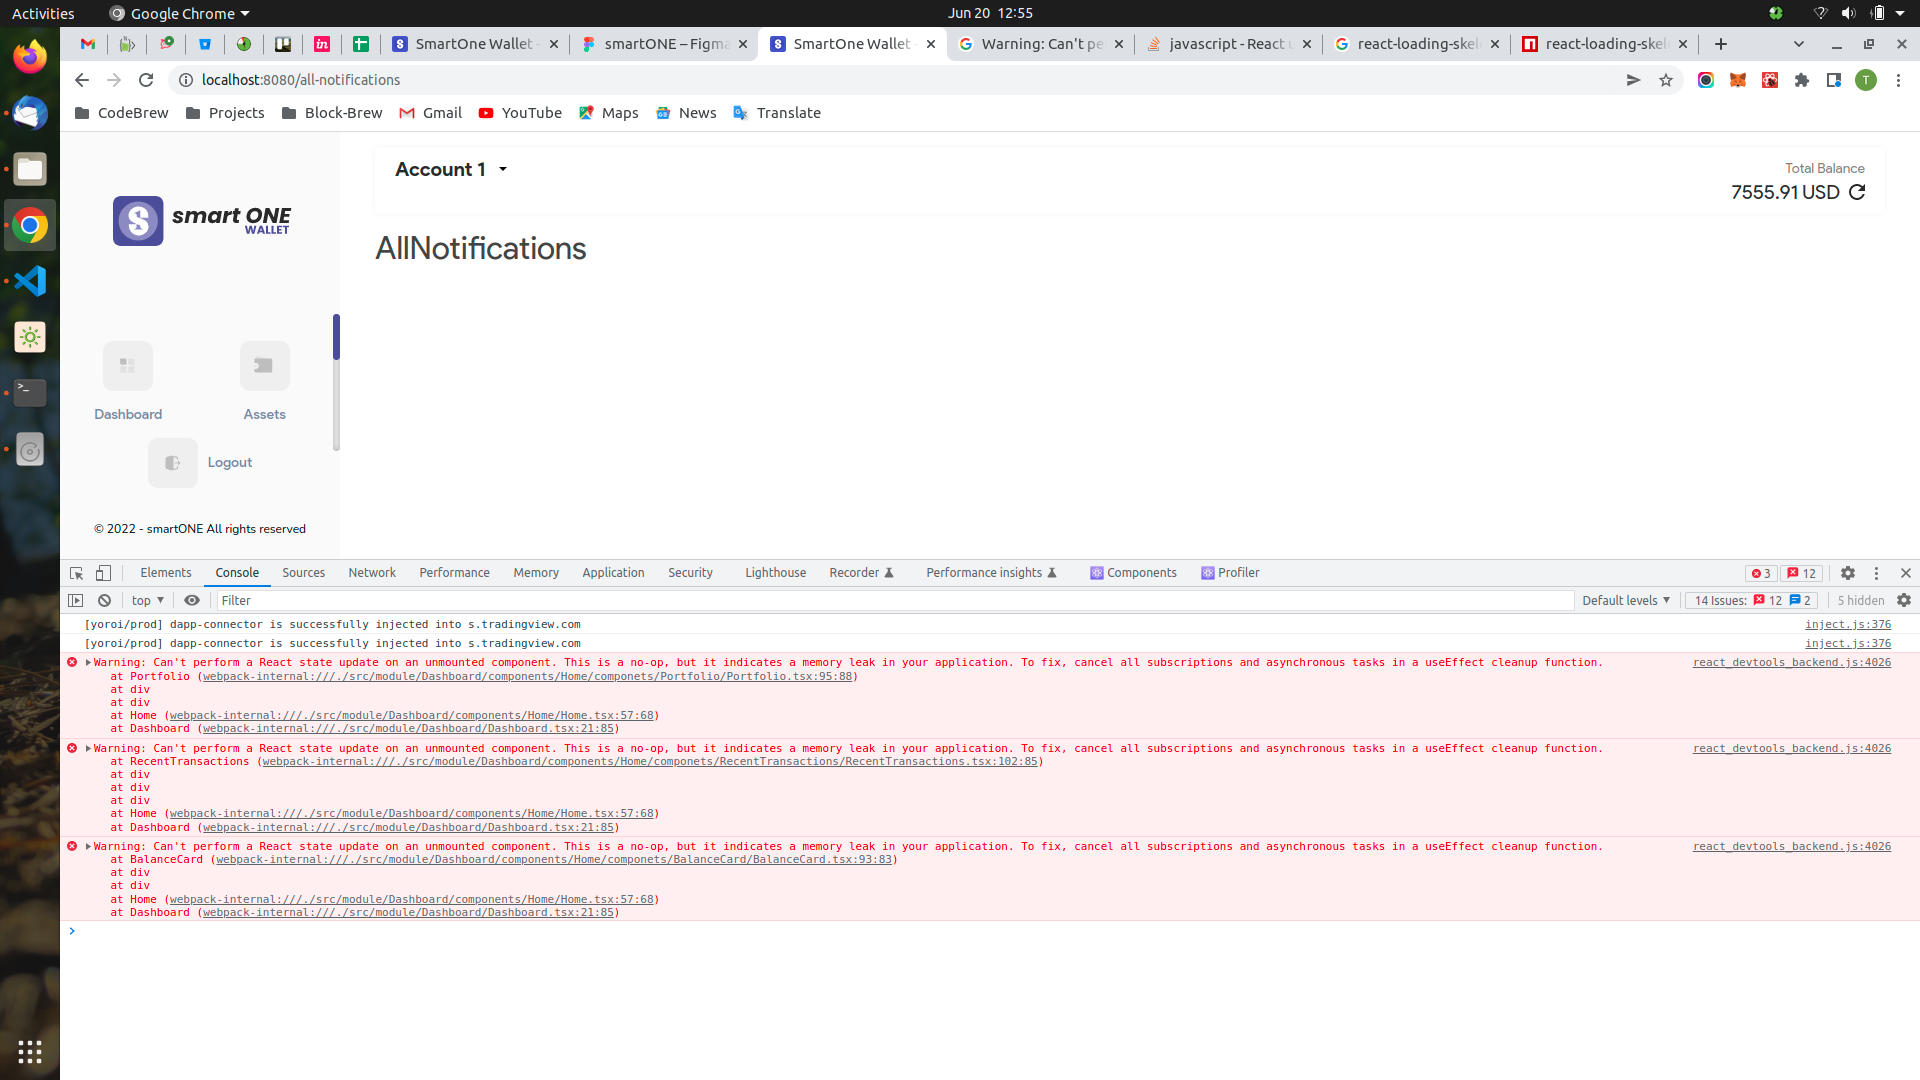 Activities
Google Chrome
Jun 20 12:55
SmartOne Wallet -
smartONE – Figma
SmartOne Wallet -
Warning: Can't pe
javascript - React u
react-loading-skel
react-loading-skel
localhost:8080/all-notifications
T
CodeBrew
Projects
Block-Brew
Gmail
YouTube
Maps
News
Translate
smart ONE
WALLET
Account 1
Total Balance
7555.91 USD
AllNotifications
Dashboard
Assets
Logout
© 2022 - smartONE All rights reserved
Elements
Console
Sources
Network
Performance
Memory
Application
Security
Lighthouse
Recorder
Performance insights
Components
Profiler
3
12
top
Filter
Default levels
14 Issues: 12 2
5 hidden
[yoroi/prod] dapp-connector is successfully injected into s.tradingview.com inject.js:376
[yoroi/prod] dapp-connector is successfully injected into s.tradingview.com inject.js:376
Warning: Can't perform a React state update on an unmounted component. This is a no-op, but it indicates a memory leak in your application. To fix, cancel all subscriptions and asynchronous tasks in a useEffect cleanup function. react_devtools_backend.js:4026
at Portfolio (webpack-internal:///./src/module/Dashboard/components/Home/componets/Portfolio/Portfolio.tsx:95:88)
at div
at div
at Home (webpack-internal:///./src/module/Dashboard/components/Home/Home.tsx:57:68)
at Dashboard (webpack-internal:///./src/module/Dashboard/Dashboard.tsx:21:85)
Warning: Can't perform a React state update on an unmounted component. This is a no-op, but it indicates a memory leak in your application. To fix, cancel all subscriptions and asynchronous tasks in a useEffect cleanup function. react_devtools_backend.js:4026
at RecentTransactions (webpack-internal:///./src/module/Dashboard/components/Home/componets/RecentTransactions/RecentTransactions.tsx:102:85)
at div
at div
at div
at Home (webpack-internal:///./src/module/Dashboard/components/Home/Home.tsx:57:68)
at Dashboard (webpack-internal:///./src/module/Dashboard/Dashboard.tsx:21:85)
Warning: Can't perform a React state update on an unmounted component. This is a no-op, but it indicates a memory leak in your application. To fix, cancel all subscriptions and asynchronous tasks in a useEffect cleanup function. react_devtools_backend.js:4026
at BalanceCard (webpack-internal:///./src/module/Dashboard/components/Home/componets/BalanceCard/BalanceCard.tsx:93:83)
at div
at div
at Home (webpack-internal:///./src/module/Dashboard/components/Home/Home.tsx:57:68)
at Dashboard (webpack-internal:///./src/module/Dashboard/Dashboard.tsx:21:85)